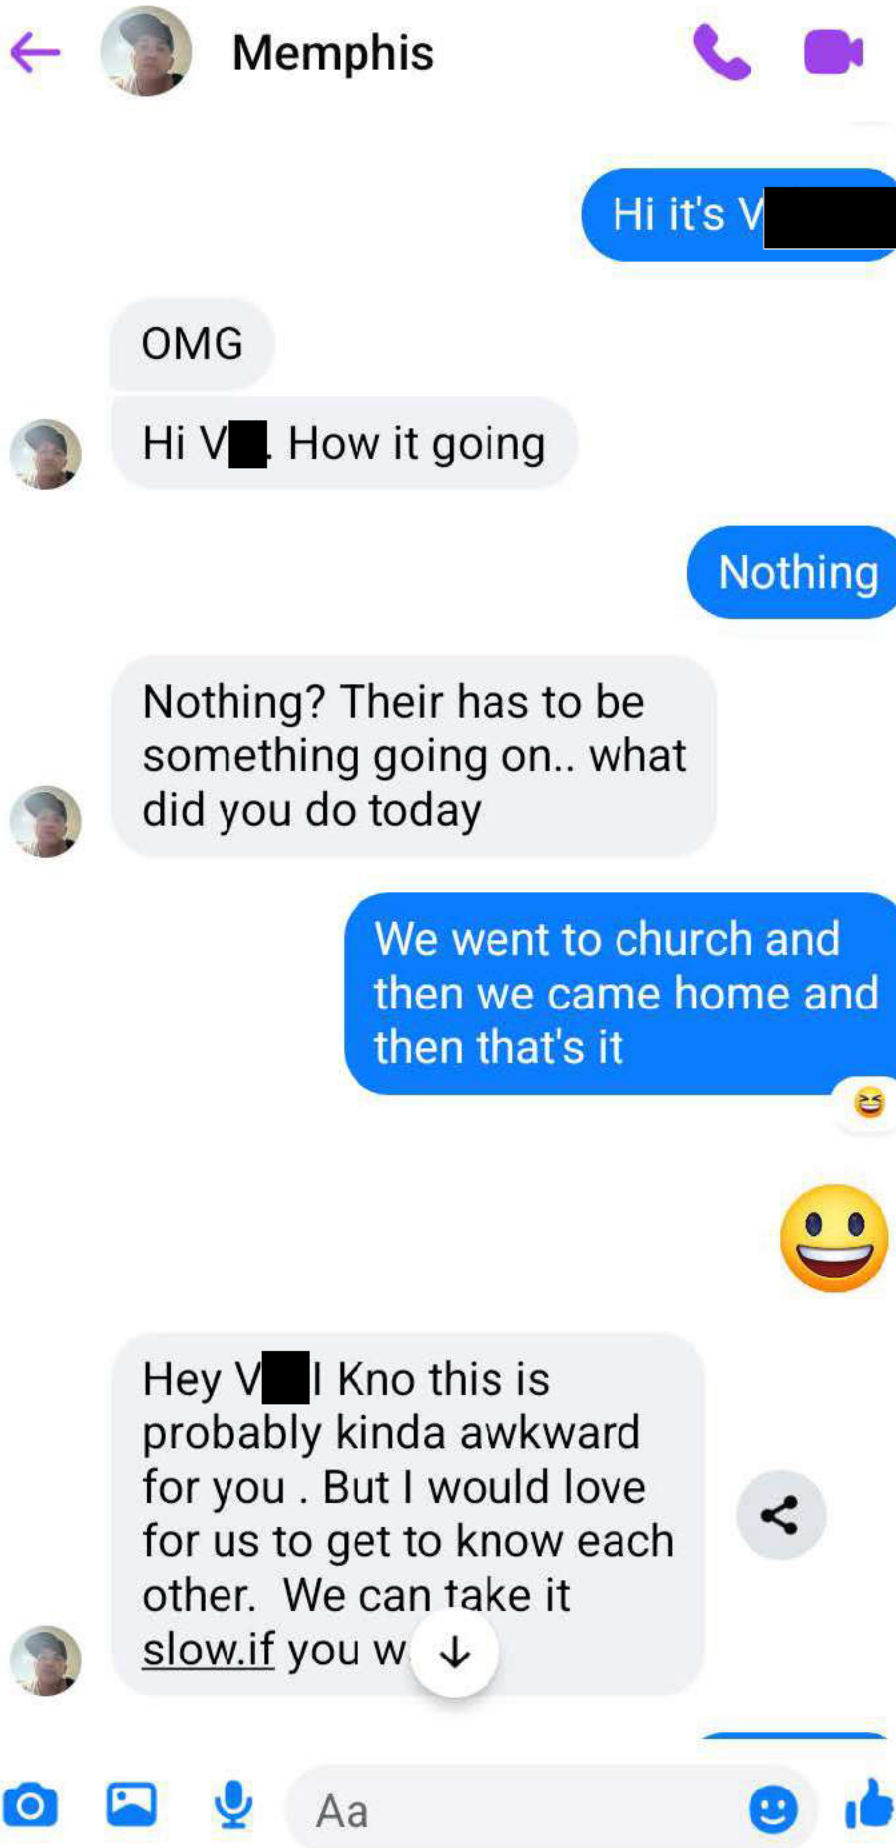 Memphis
Hi it's V
OMG
Hi V . How it going
Nothing
Nothing? Their has to be
something going on.. what
did you do today
We went to church and
then we came home and
then that's it
Hey V I Kno this is
probably kinda awkward
for you . But I would love
for us to get to know each
other. We can take it
slow.if you w
Aa